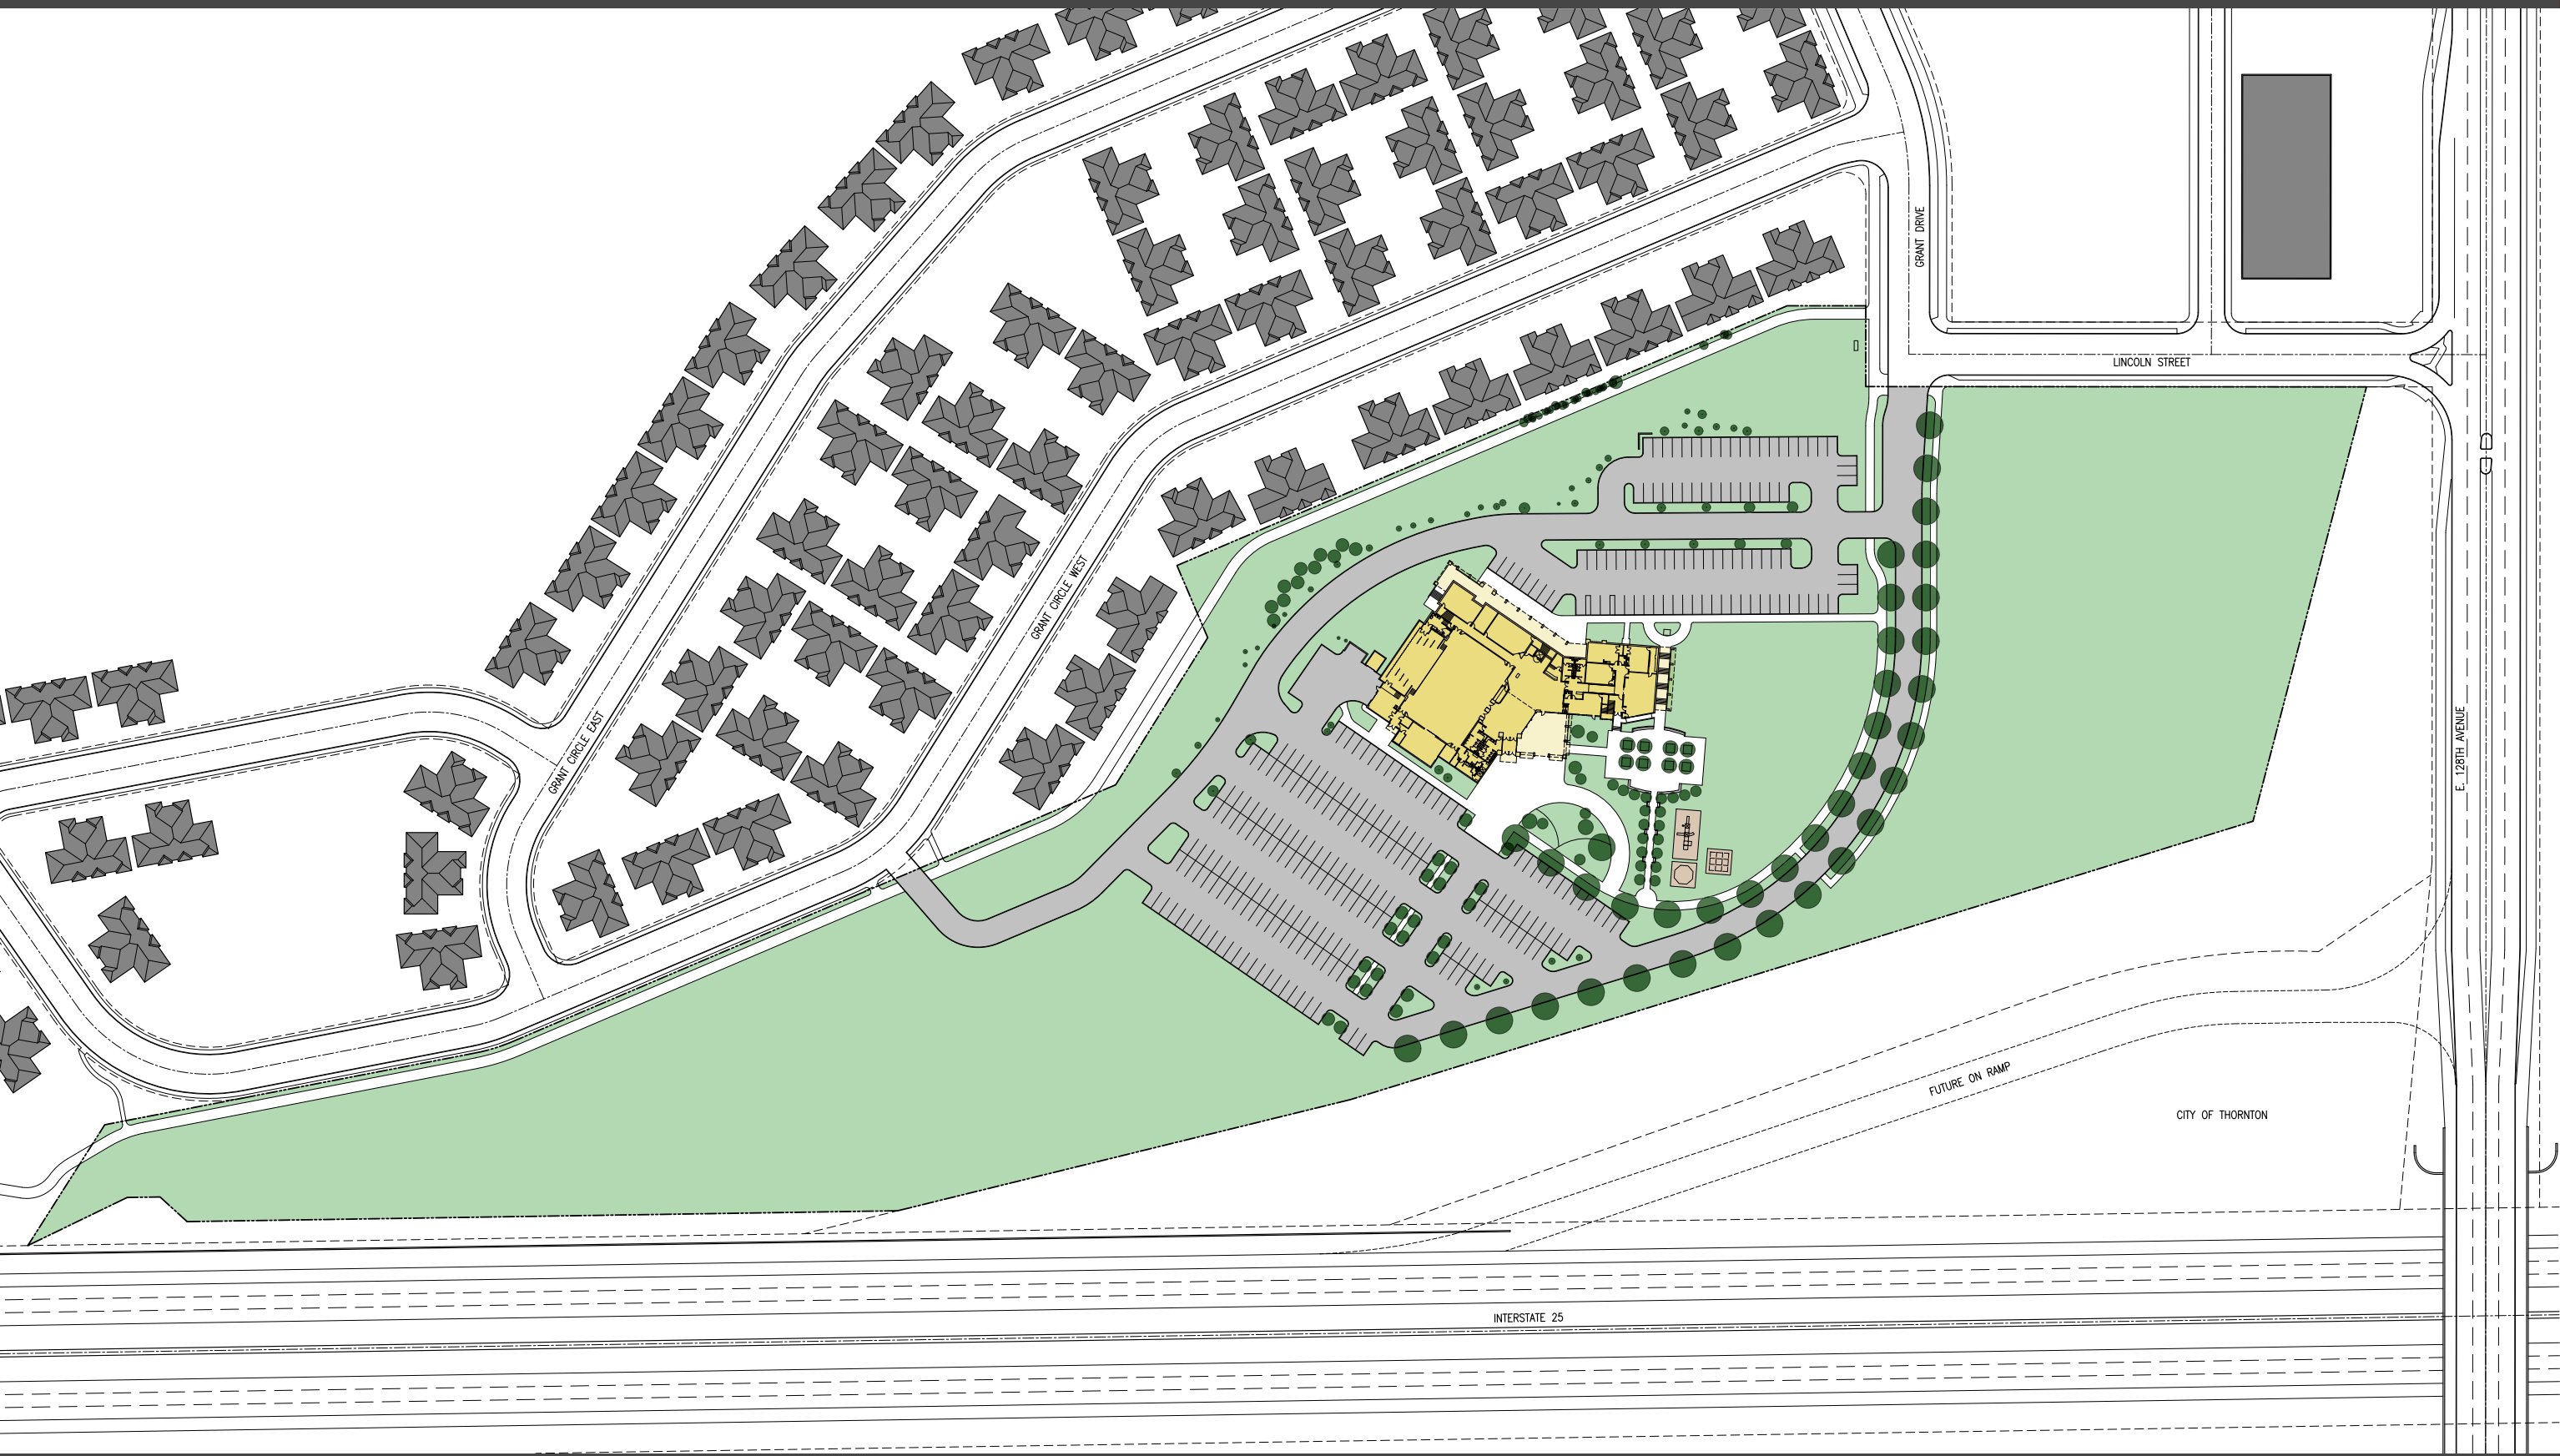 GRANT DRIVE
LINCOLN STREET
GRANT CIRCLE WEST
GRANT CIRCLE EAST
E. 128TH AVENUE
FUTURE ON RAMP
CITY OF THORNTON
INTERSTATE 25